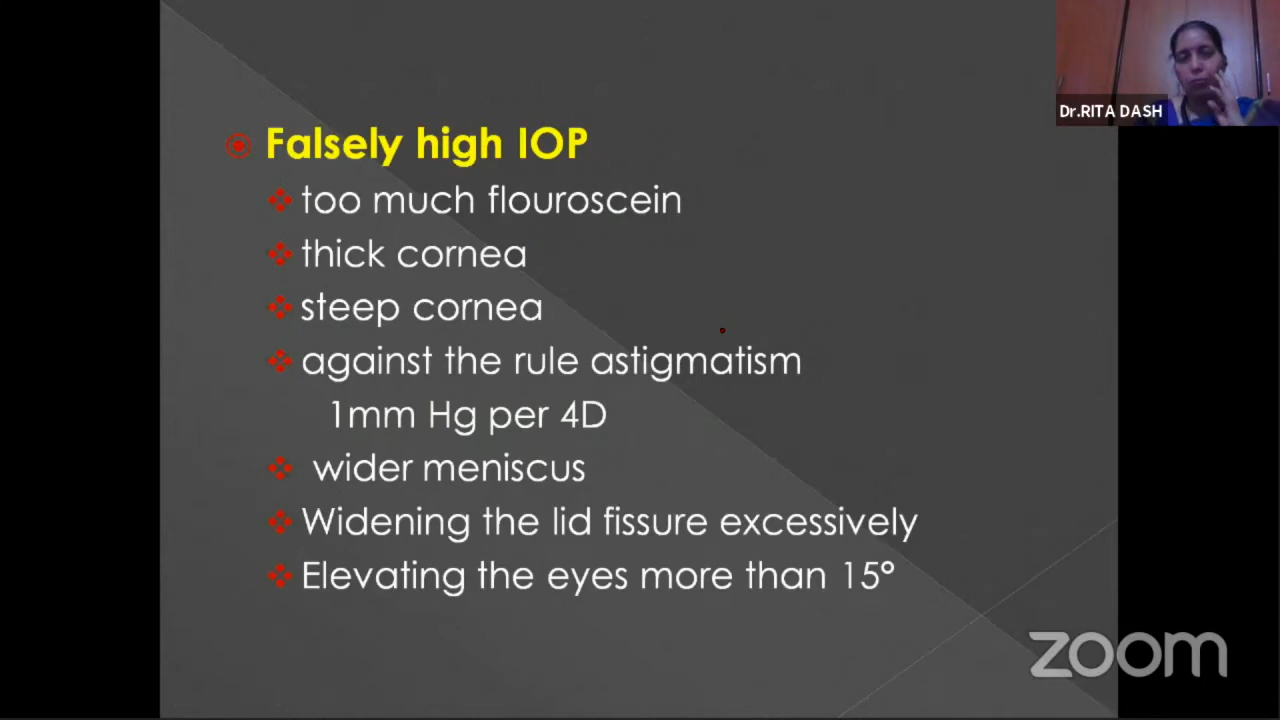 Dr.RITA DASH
Falsely high IOP
too much flouroscein
thick cornea
steep cornea
against the rule astigmatism
1mm Hg per 4D
wider meniscus
Widening the lid fissure excessively
Elevating the eyes more than 15°
zoom